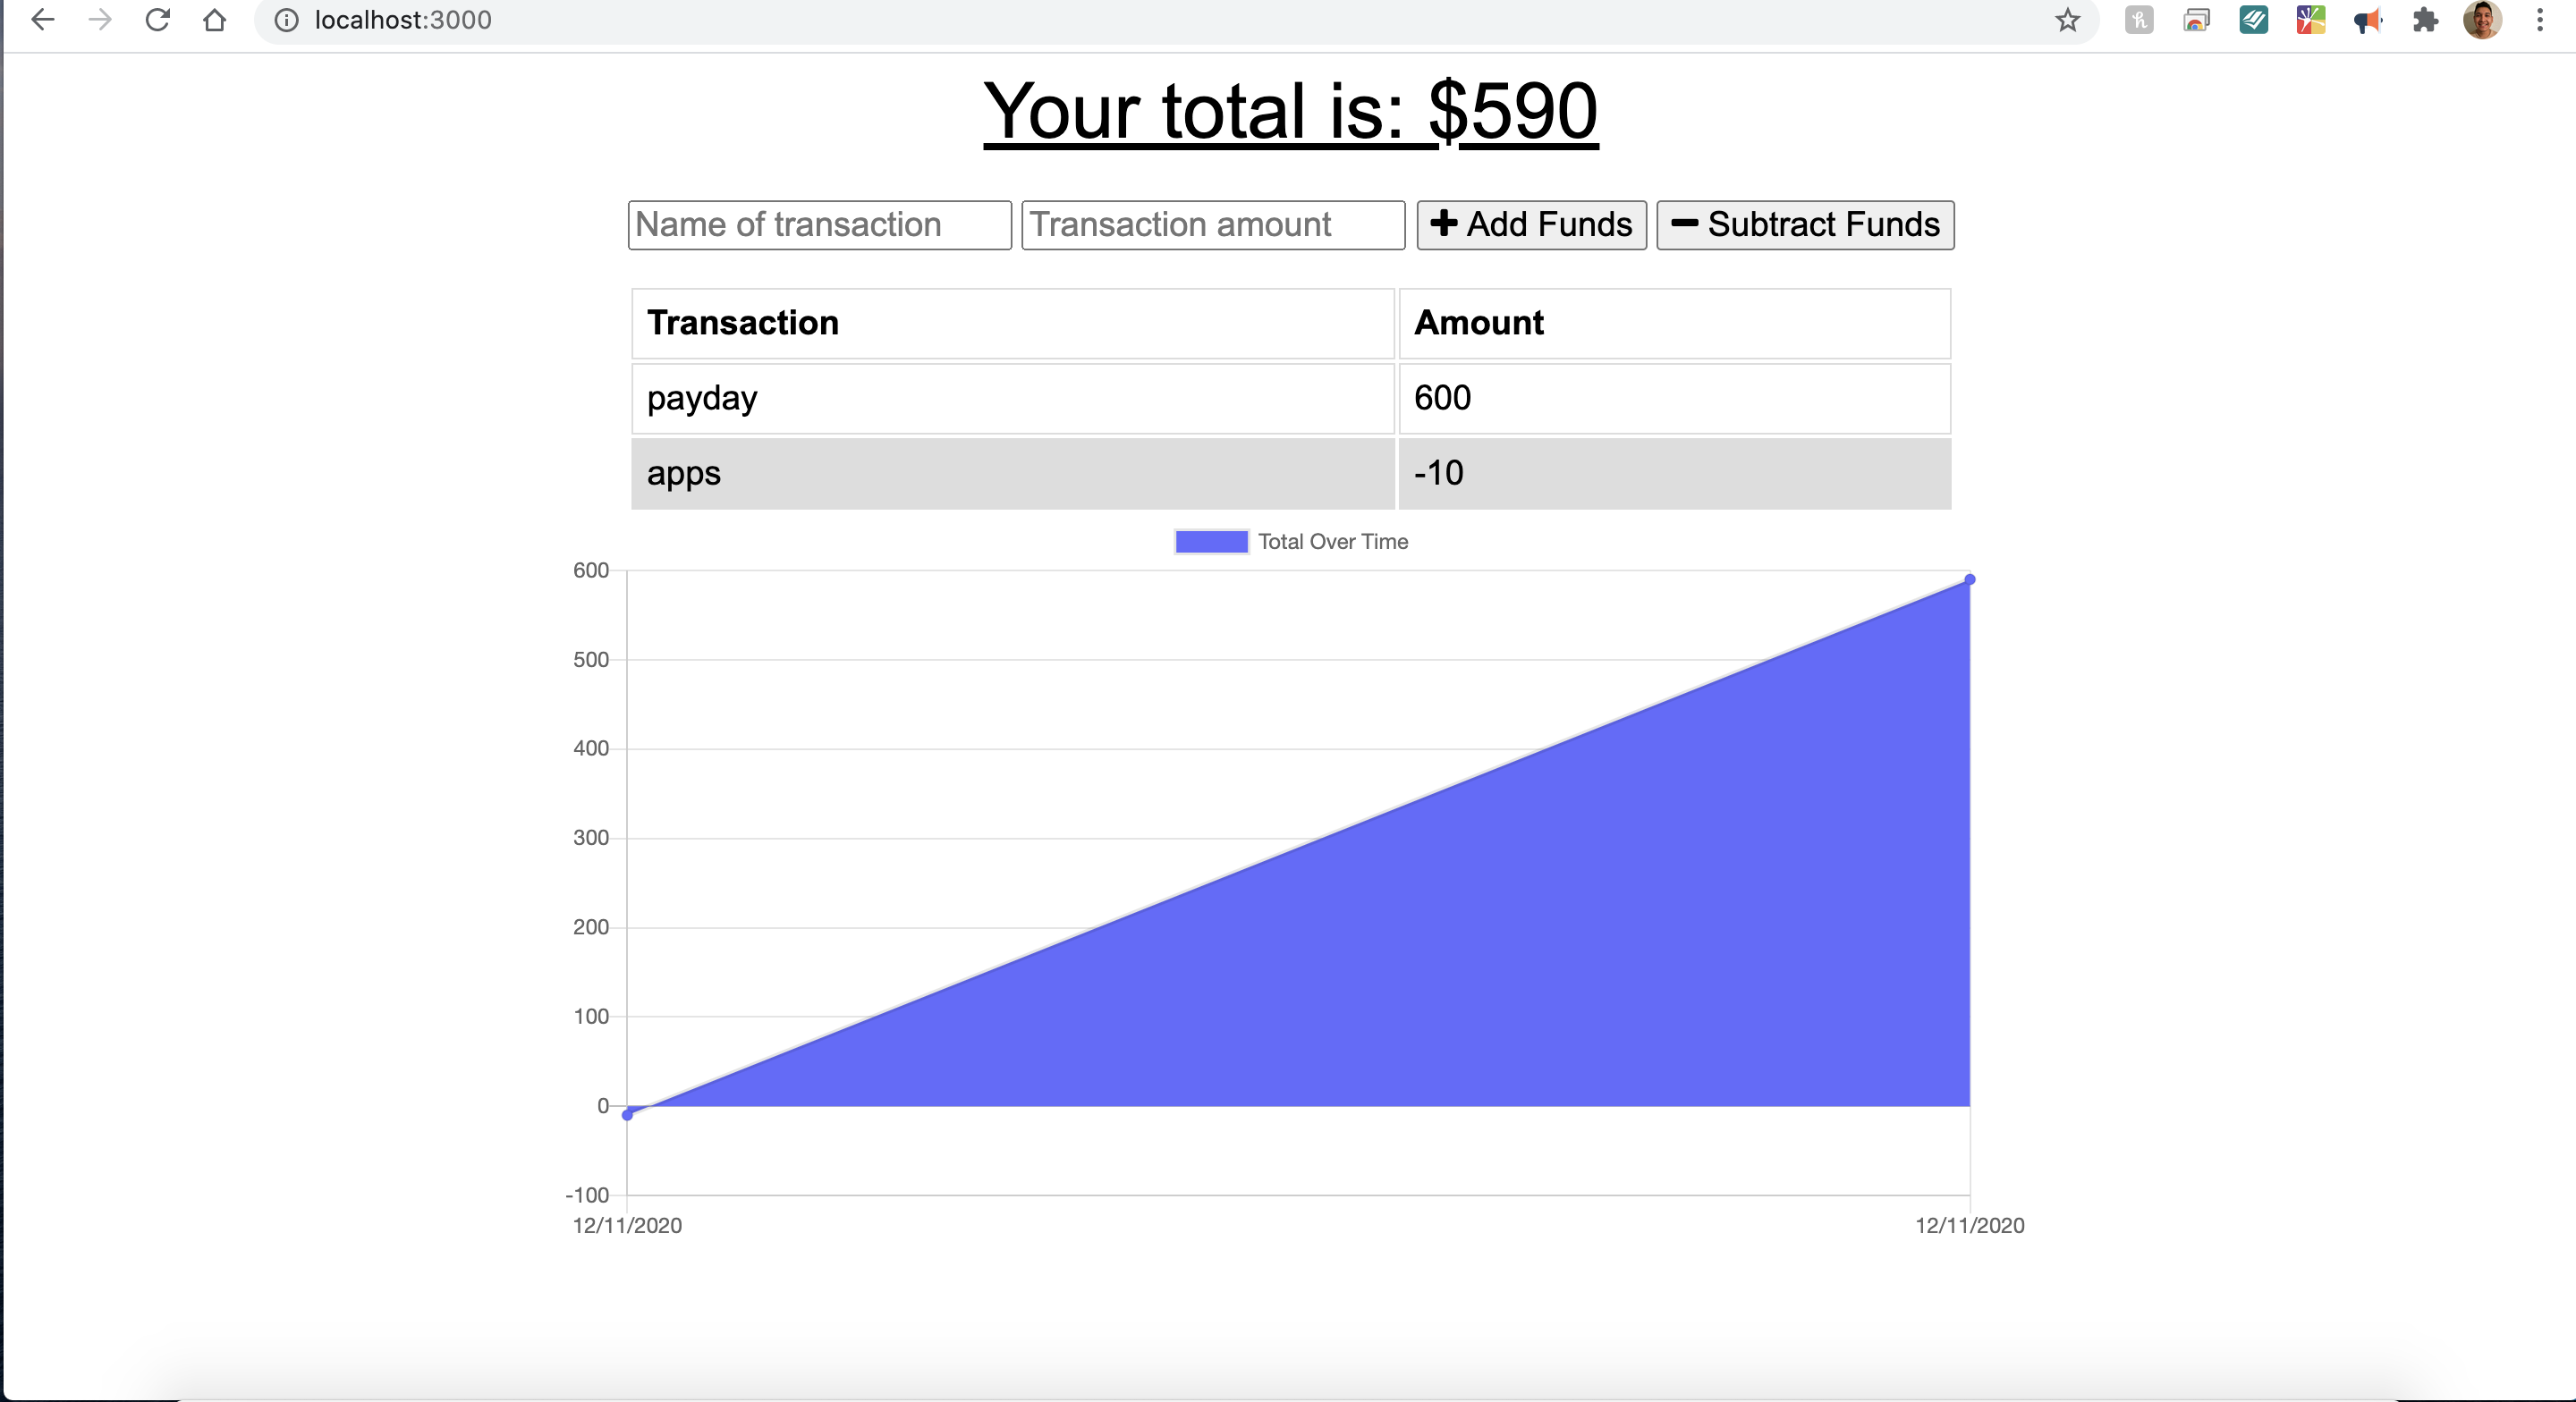 localhost:3000
Your total is: $590
Name of transaction Transaction amount Add Funds Subtract Funds
Transaction Amount
payday 600
apps -10
Total Over Time
600
500
400
300
200
100
0
-100
12/11/2020 12/11/2020